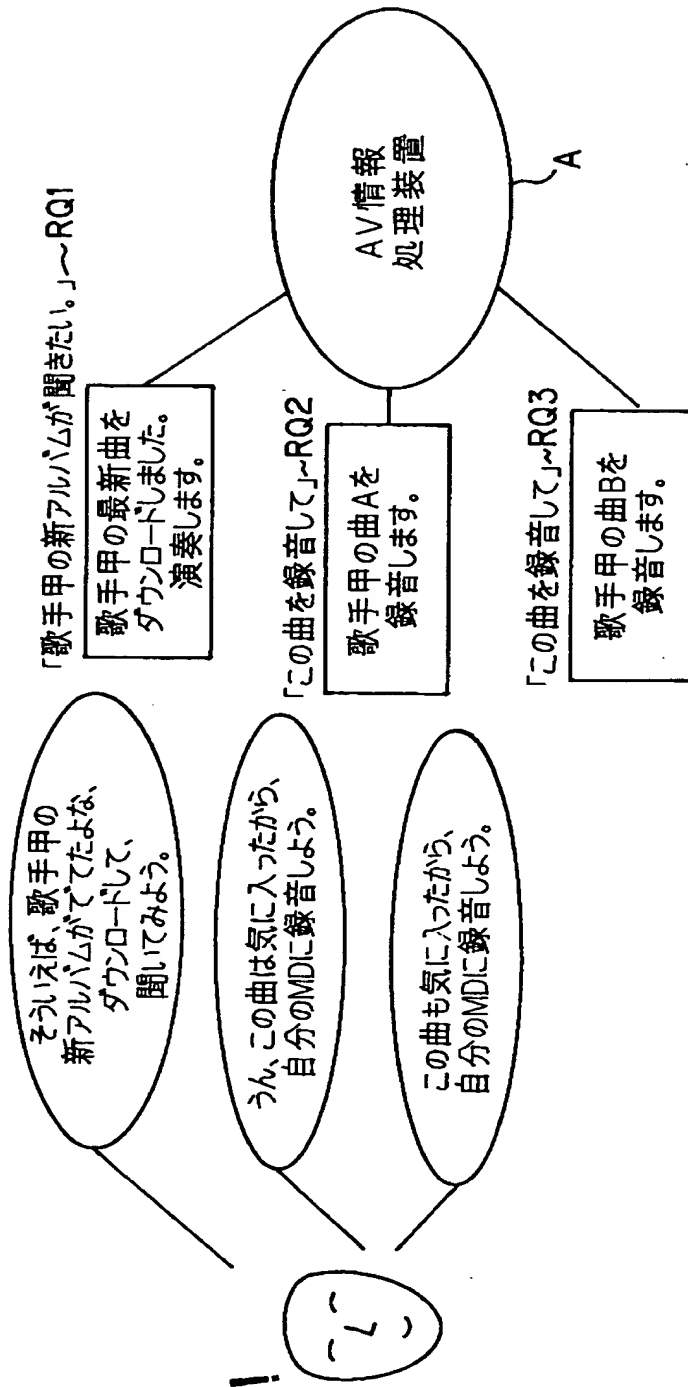 そういえば、歌手甲の
新アルバムがでてたよな、
ダウンロードして、
聞いてみよう。
「歌手甲の新アルバムが聞きたい。」～RQ1
歌手甲の最新曲を
ダウンロードしました。
演奏します。
うん、この曲は気に入ったから、
自分のMDに録音しよう。
「この曲を録音して」~RQ2
歌手甲の曲Aを
録音します。
この曲も気に入ったから、
自分のMDに録音しよう。
「この曲を録音して」~RQ3
歌手甲の曲Bを
録音します。
AV情報
処理装置
A